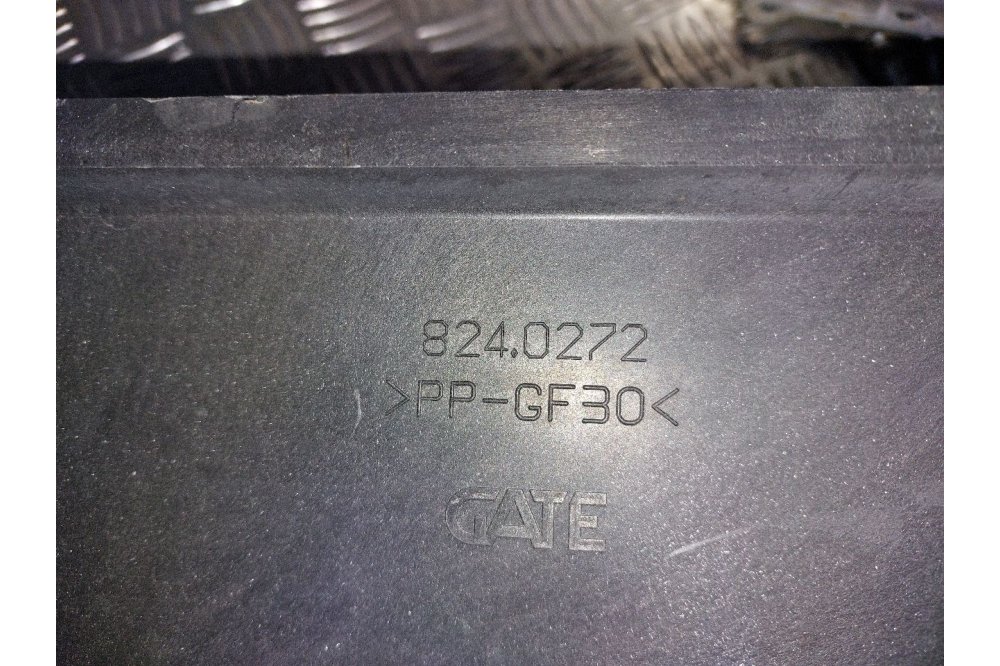 824.0272
>PP-GF30<
GATE